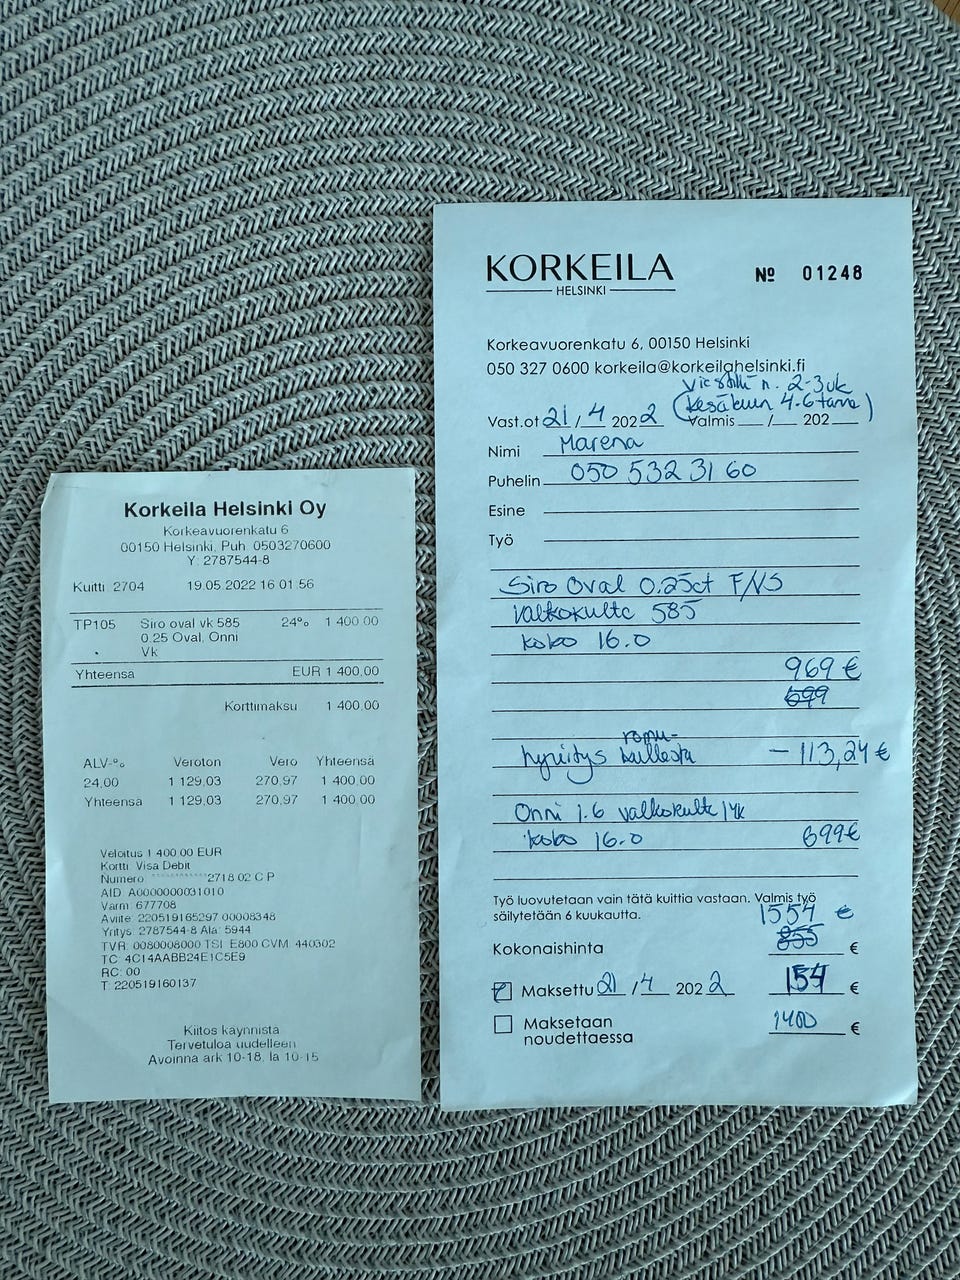 Korkeila Helsinki Oy
Korkeavuorenkatu 6
00150 Helsinki, Puh. 0503270600
Y: 2787544-8
Kuitti: 2704 19.05.2022 16:01:56
TP105 Siro oval vk 585 24% 1 400.00
0.25 Oval, Onni
Vk
Yhteensä EUR 1 400,00
Korttimaksu 1 400.00
ALV-% Veroton Vero Yhteensä
24,00 1 129,03 270,97 1 400.00
Yhteensä 1 129,03 270,97 1 400.00
Veloitus 1 400.00 EUR
Kortti: Visa Debit
Numero: ************2718 02 C P
AID: A0000000031010
Varm: 677708
Aviite: 220519165297 00008348
Yritys: 2787544-8 Ala: 5944
TVR: 0080008000 TSI: E800 CVM: 440302
TC: 4C14AABB24E1C5E9
RC: 00
T: 220519160137
Kiitos käynnistä
Tervetuloa uudelleen
Avoinna ark 10-18, la 10-15
KORKEILA
HELSINKI
Nº 01248
Korkeavuorenkatu 6, 00150 Helsinki
050 327 0600 korkeila@korkeilahelsinki.fi
n. 2-3 vk
(kesäkuun 4-6)
Vast.ot 21/4 2022 Valmis / 202
Nimi Marena
Puhelin 050 532 31 60
Esine
Työ
Siro Oval 0.25ct F/VS
Valkokulta 585
koko 16.0
969 €
699
romu-
hyvitys kullasta - 113,24 €
Onni 1.6 valkokulta 14k
koko 16.0 699€
Työ luovutetaan vain tätä kuittia vastaan. Valmis työ
säilytetään 6 kuukautta.
1554 €
Kokonaishinta 855 €
Maksettu 21/4 2022 154 €
Maksetaan
noudettaessa 1400 €